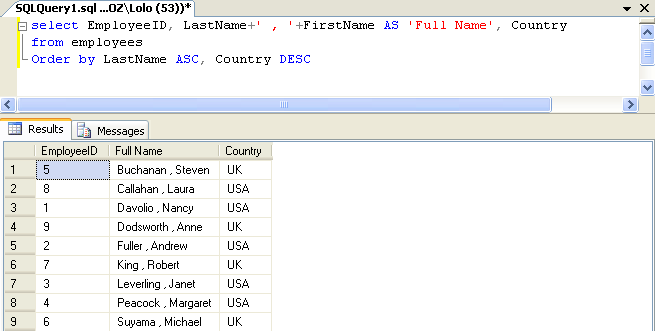 SQLQuery1.sql ...OZ\Lolo (53))*
select EmployeeID, LastName+' , '+FirstName AS 'Full Name', Country
from employees
Order by LastName ASC, Country DESC
Results Messages
EmployeeID Full Name Country
1 5 Buchanan , Steven UK
2 8 Callahan , Laura USA
3 1 Davolio , Nancy USA
4 9 Dodsworth , Anne UK
5 2 Fuller , Andrew USA
6 7 King , Robert UK
7 3 Leverling , Janet USA
8 4 Peacock , Margaret USA
9 6 Suyama , Michael UK